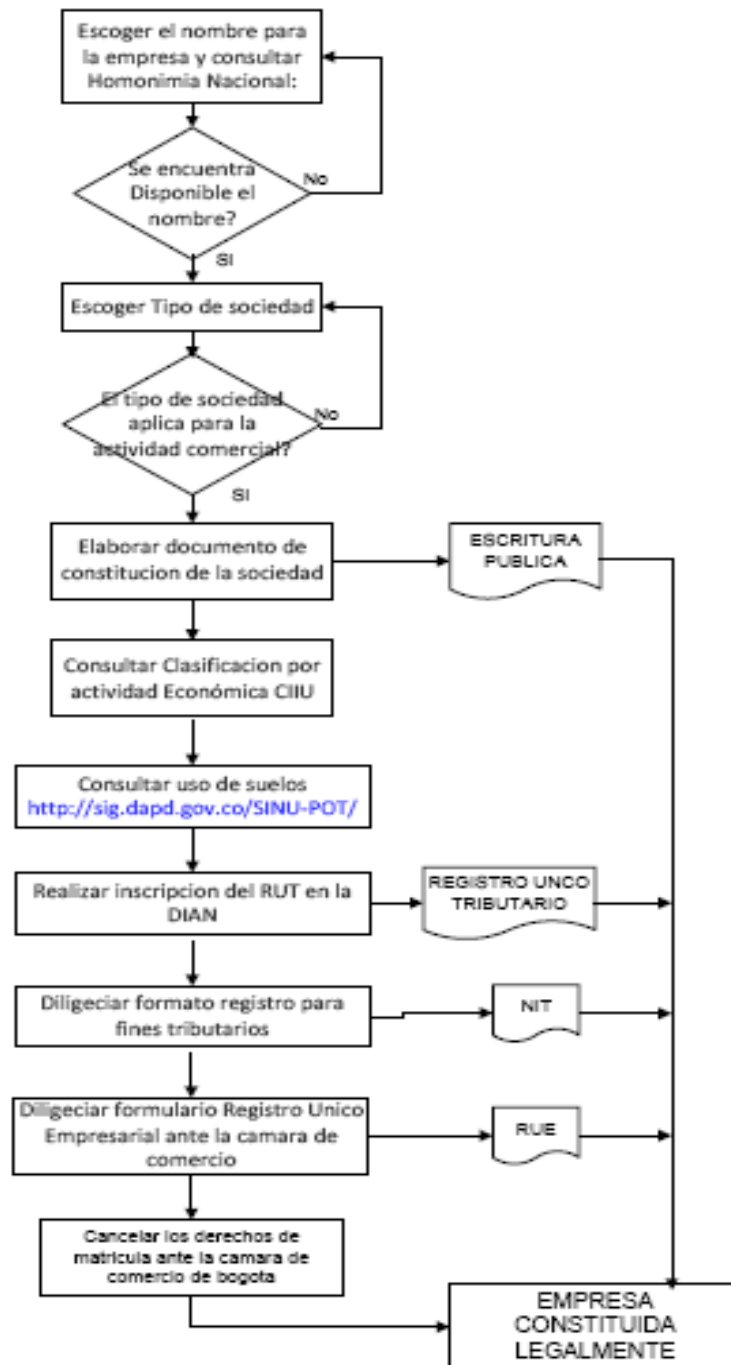 Escoger el nombre para
la empresa y consultar
Homonimia Nacional:
Se encuentra
Disponible el
nombre?
No
SI
Escoger Tipo de sociedad
El tipo de sociedad
aplica para la
actividad comercial?
No
SI
Elaborar documento de
constitucion de la sociedad
ESCRITURA
PUBLICA
Consultar Clasificacion por
actividad Económica CIIU
Consultar uso de suelos
http://sig.dapd.gov.co/SINU-POT/
Realizar inscripcion del RUT en la
DIAN
REGISTRO UNCO
TRIBUTARIO
Diligeciar formato registro para
fines tributarios
NIT
Diligeciar formulario Registro Unico
Empresarial ante la camara de
comercio
RUE
Cancelar los derechos de
matricula ante la camara de
comercio de bogota
EMPRESA
CONSTITUIDA
LEGALMENTE